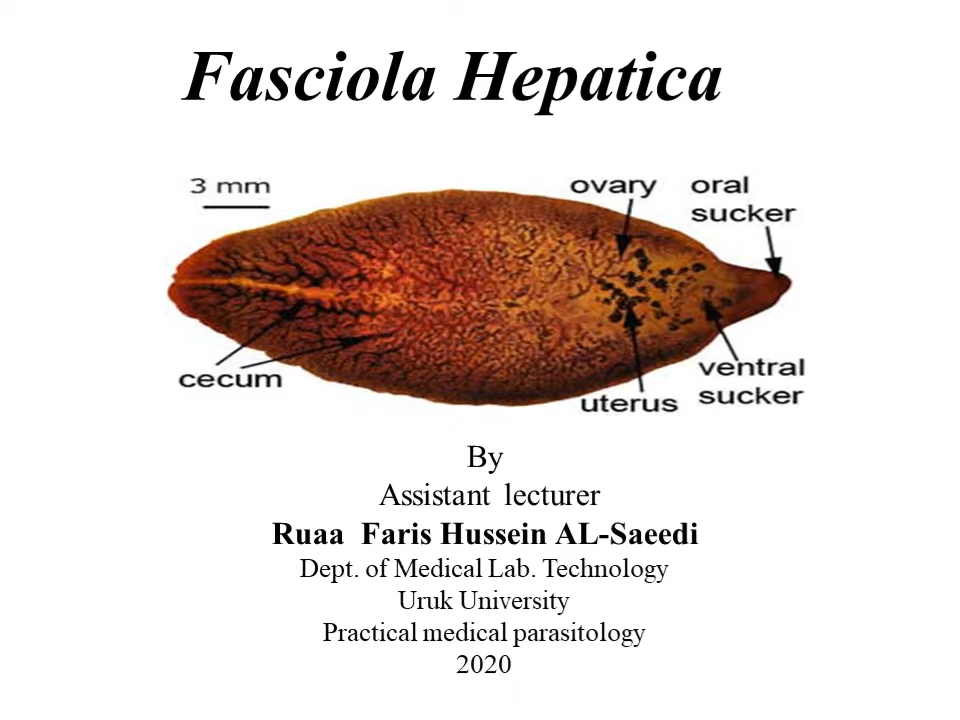 Fasciola Hepatica
3 mm
ovary
oral
sucker
cecum
uterus
ventral
sucker
By
Assistant lecturer
Ruaa Faris Hussein AL-Saeedi
Dept. of Medical Lab. Technology
Uruk University
Practical medical parasitology
2020